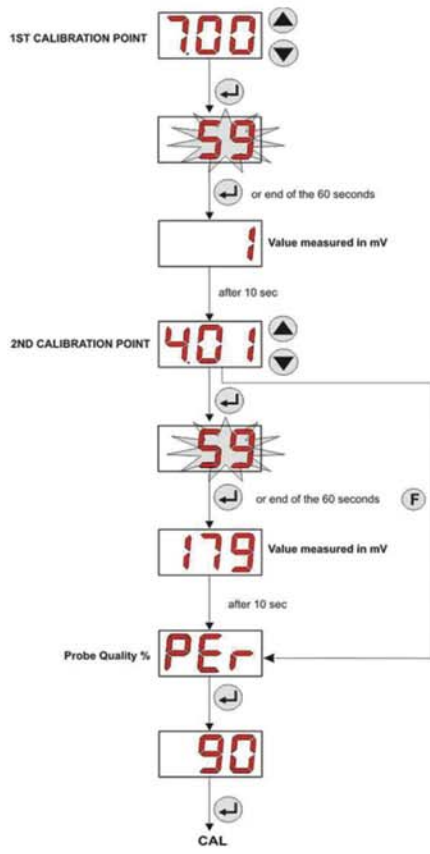 1ST CALIBRATION POINT 7.00
59
or end of the 60 seconds
1 Value measured in mV
after 10 sec
2ND CALIBRATION POINT 4.01
59
or end of the 60 seconds F
179 Value measured in mV
after 10 sec
Probe Quality % PEr
90
CAL